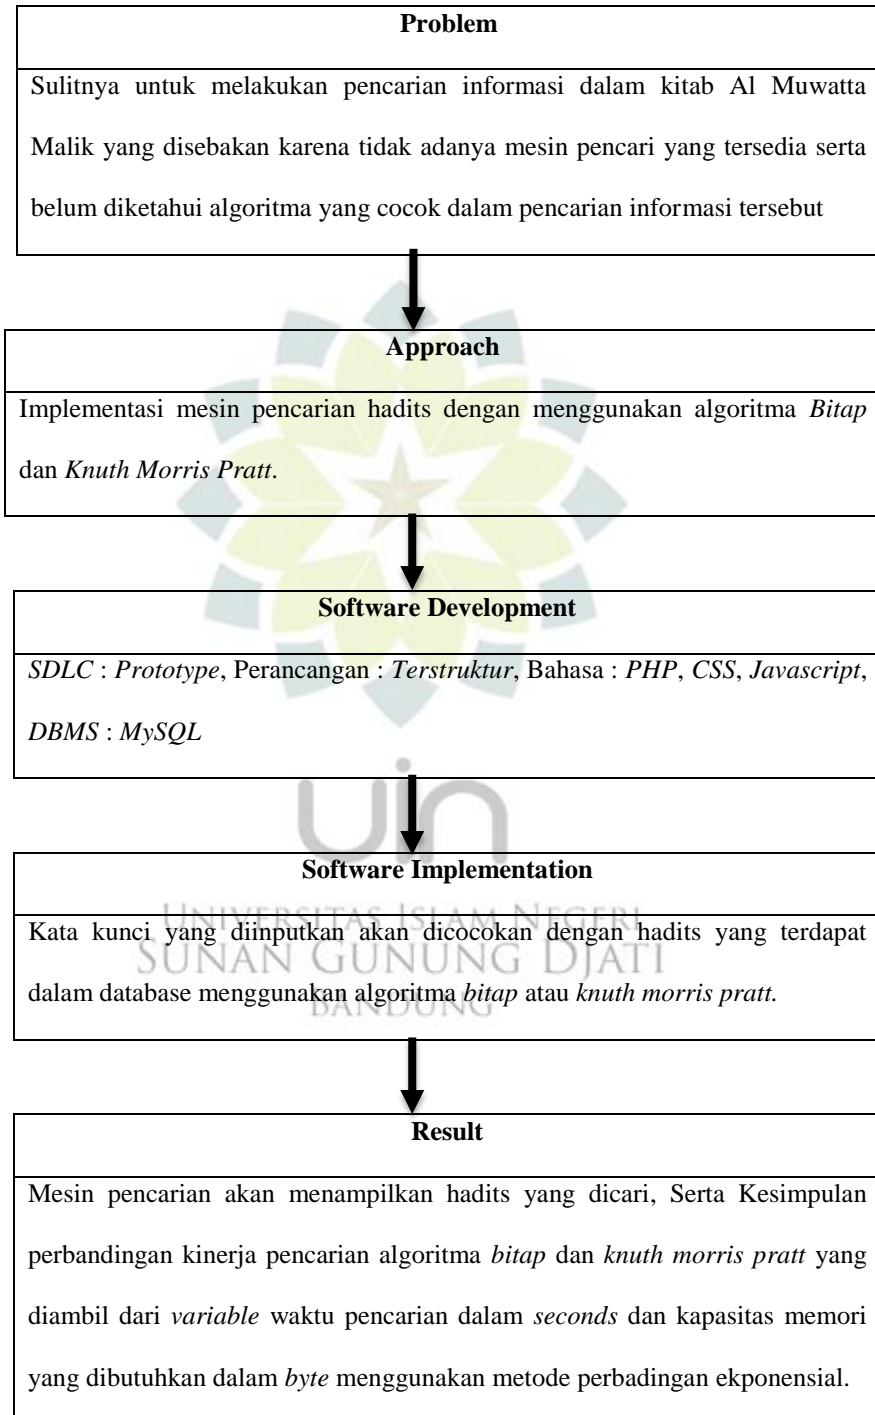 Problem
Sulitnya untuk melakukan pencarian informasi dalam kitab Al Muwatta
Malik yang disebakan karena tidak adanya mesin pencari yang tersedia serta
belum diketahui algoritma yang cocok dalam pencarian informasi tersebut
Approach
Implementasi mesin pencarian hadits dengan menggunakan algoritma Bitap
dan Knuth Morris Pratt.
Software Development
SDLC : Prototype, Perancangan : Terstruktur, Bahasa : PHP, CSS, Javascript,
DBMS : MySQL
uin
Software Implementation
UNIVERSITAS ISLAM NEGERI
Kata kunci yang diinputkan akan dicocokan dengan hadits yang terdapat
SUNAN GUNUNG DJATI
dalam database menggunakan algoritma bitap atau knuth morris pratt.
BANDUNG
Result
Mesin pencarian akan menampilkan hadits yang dicari, Serta Kesimpulan
perbandingan kinerja pencarian algoritma bitap dan knuth morris pratt yang
diambil dari variable waktu pencarian dalam seconds dan kapasitas memori
yang dibutuhkan dalam byte menggunakan metode perbadingan ekponensial.